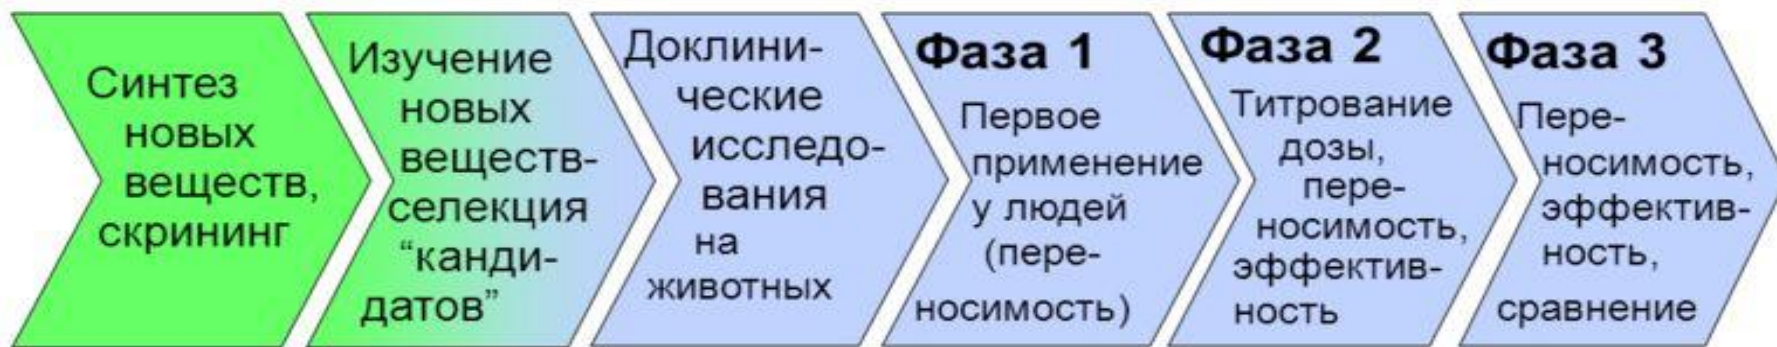 Синтез
новых
веществ,
скрининг
Изучение
новых
веществ-
селекция
“канди-
датов”
Доклини-
ческие
исследо-
вания
на
животных
Фаза 1
Первое
применение
у людей
(пере-
носимость)
Фаза 2
Титрование
дозы,
пере-
носимость,
эффектив-
ность
Фаза 3
Пере-
носимость,
эффектив-
ность,
сравнение